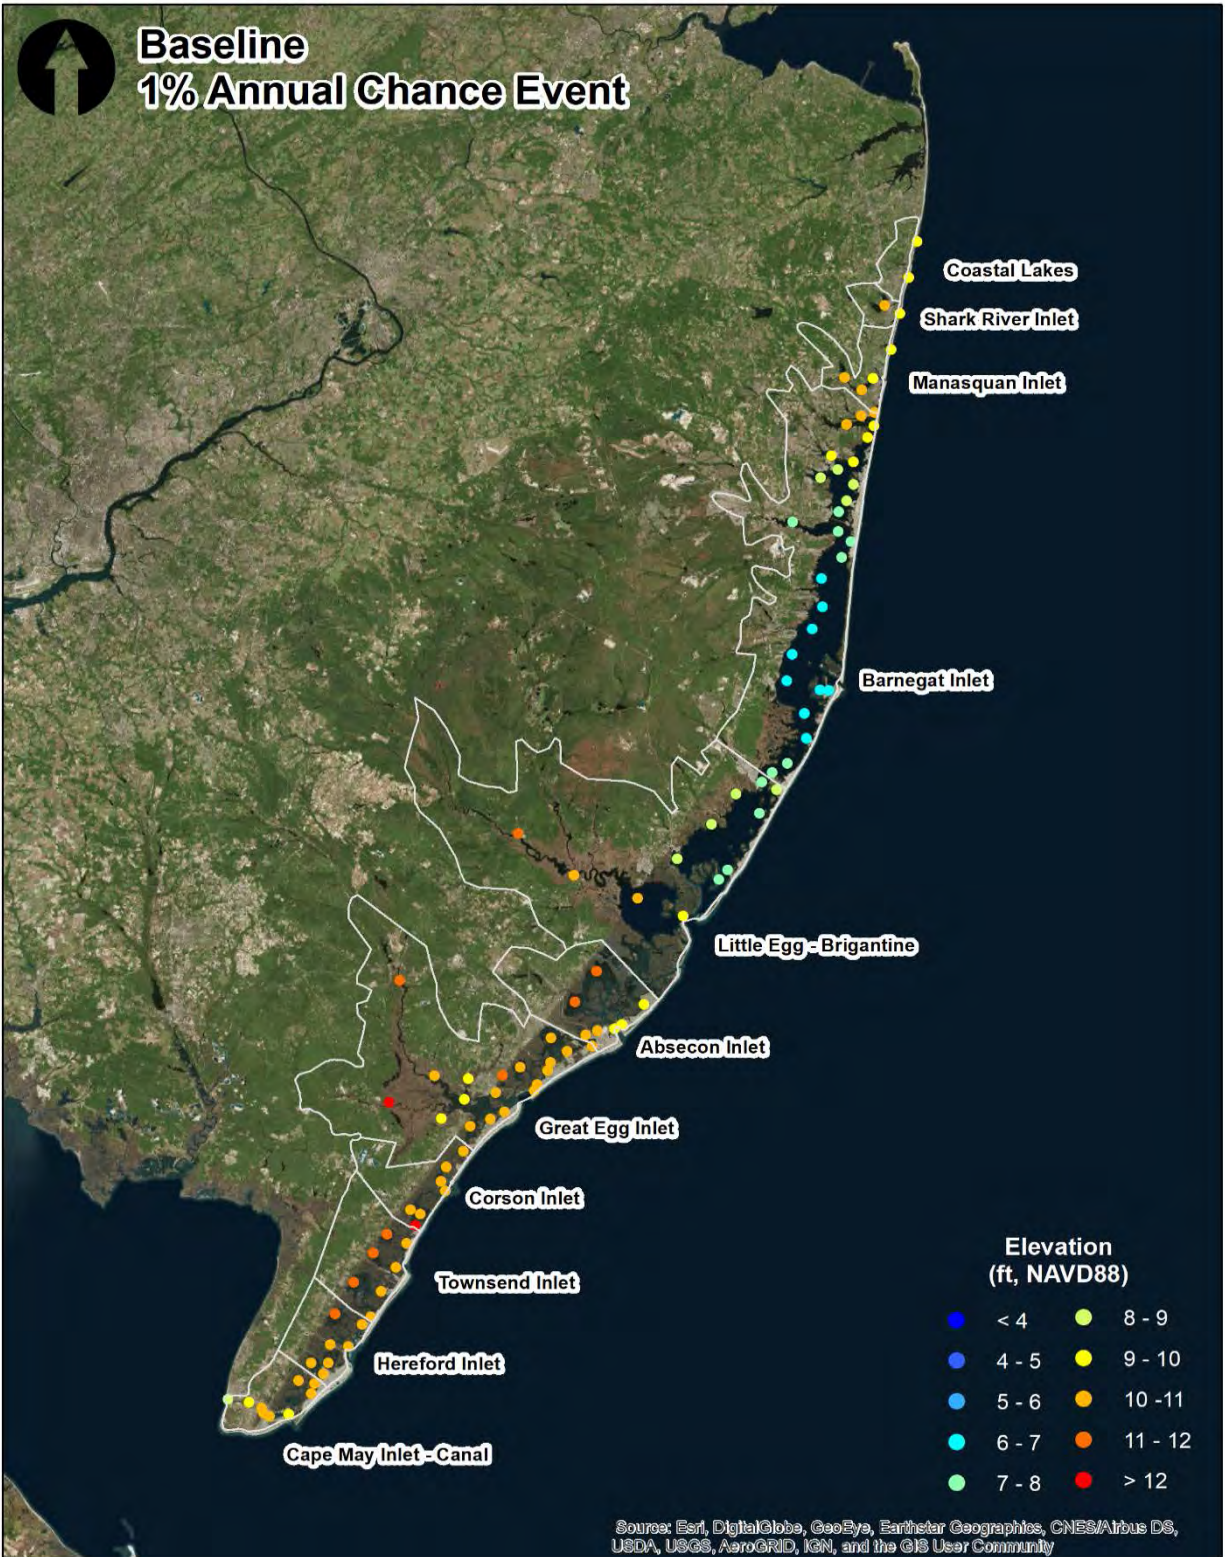 Baseline
1% Annual Chance Event
Coastal Lakes
Shark River Inlet
Manasquan Inlet
Barnegat Inlet
Little Egg - Brigantine
Absecon Inlet
Great Egg Inlet
Corson Inlet
Townsend Inlet
Hereford Inlet
Cape May Inlet - Canal
Elevation
(ft, NAVD88)
< 4
4 - 5
5 - 6
6 - 7
7 - 8
8 - 9
9 - 10
10 -11
11 - 12
> 12
Source: Esri, DigitalGlobe, GeoEye, Earthstar Geographics, CNES/Airbus DS,
USDA, USGS, AeroGRID, IGN, and the GIS User Community